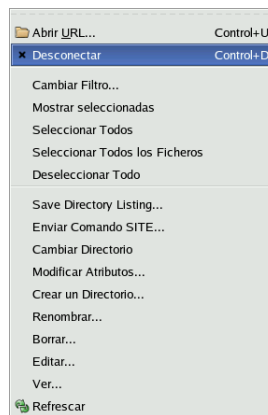 Abrir URL... Control+U
Desconectar Control+D
Cambiar Filtro...
Mostrar seleccionadas
Seleccionar Todos
Seleccionar Todos los Ficheros
Deseleccionar Todo
Save Directory Listing...
Enviar Comando SITE...
Cambiar Directorio
Modificar Atributos...
Crear un Directorio...
Renombrar...
Borrar...
Editar...
Ver...
Refrescar